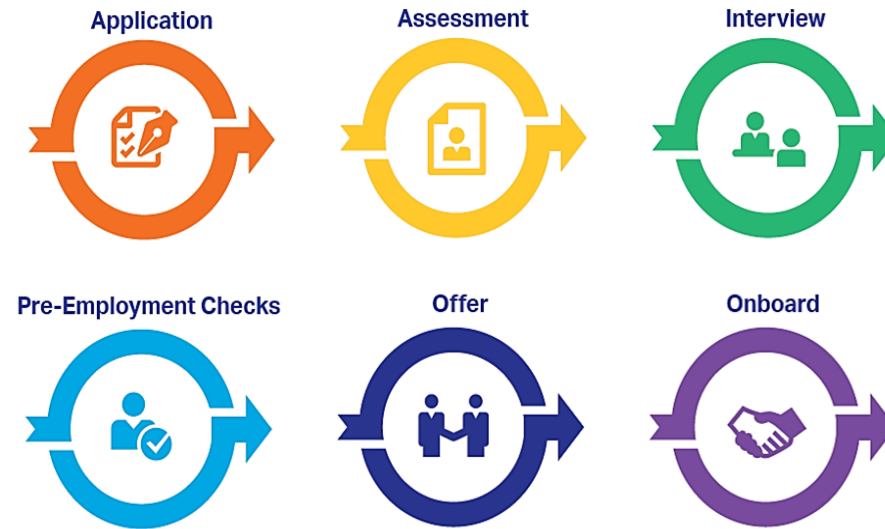 Application
Assessment
Interview
Pre-Employment Checks
Offer
Onboard